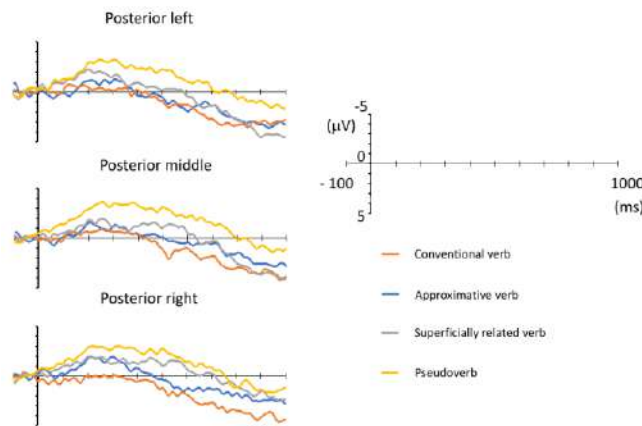 Posterior left
Posterior middle
Posterior right
-5
(μV)
0
- 100
1000
(ms)
5
Conventional verb
Approximative verb
Superficially related verb
Pseudoverb